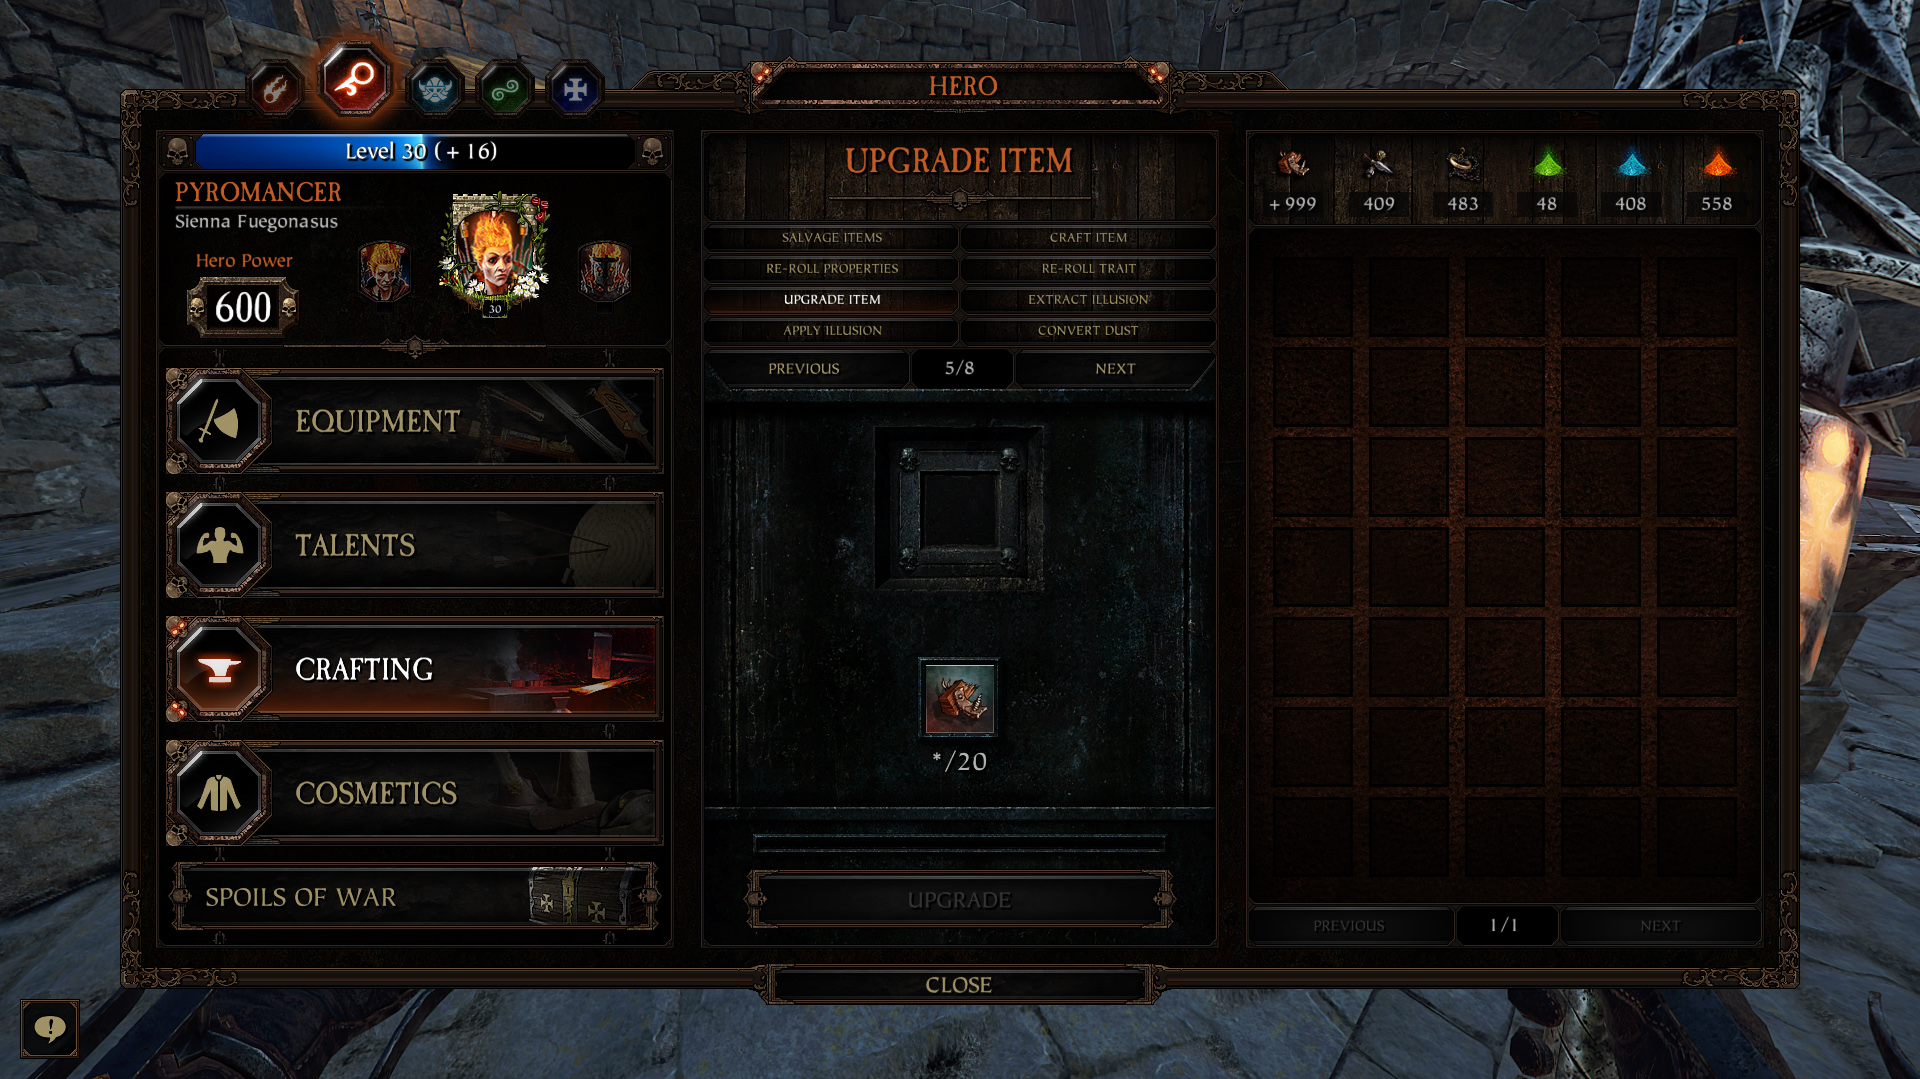 HERO
Level 30 ( + 16)
PYROMANCER
Sienna Fuegonasus
Hero Power
600
30
EQUIPMENT
TALENTS
CRAFTING
COSMETICS
SPOILS OF WAR
UPGRADE ITEM
SALVAGE ITEMS
CRAFT ITEM
RE-ROLL PROPERTIES
RE-ROLL TRAIT
UPGRADE ITEM
EXTRACT ILLUSION
APPLY ILLUSION
CONVERT DUST
PREVIOUS
5/8
NEXT
*/20
UPGRADE
+ 999
409
483
48
408
558
PREVIOUS
1/1
NEXT
CLOSE